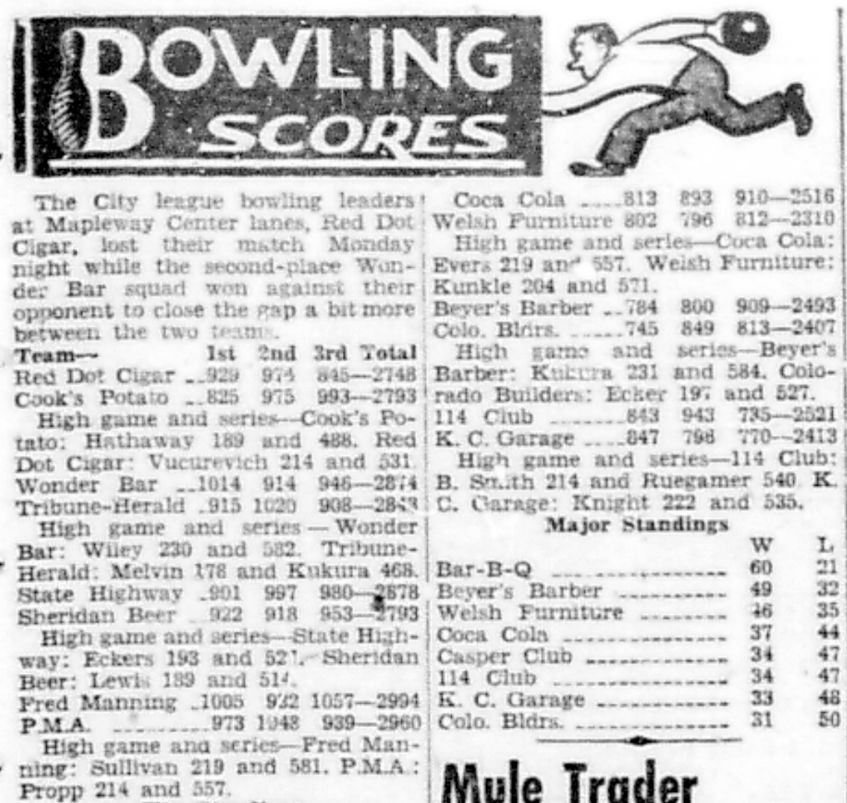 BOWLING
SCORES
The City league bowling leaders
at Mapleway Center lanes, Red Dot
Cigar, lost their match Monday
night while the second-place Won-
der Bar squad won against their
opponent to close the gap a bit more
between the two teams.
Team— 1st 2nd 3rd Total
Red Dot Cigar ..929 974 845—2748
Cook's Potato ...825 975 993—2793
High game and series—Cook's Po-
tato: Hathaway 189 and 488. Red
Dot Cigar: Vucurevich 214 and 531.
Wonder Bar ...1014 914 946—2874
Tribune-Herald .915 1020 908—2843
High game and series — Wonder
Bar: Wiley 230 and 582. Tribune-
Herald: Melvin 178 and Kukura 468.
State Highway .901 997 980—2878
Sheridan Beer ..922 918 953—2793
High game and series—State High-
way: Eckers 193 and 521. Sheridan
Beer: Lewis 189 and 514.
Fred Manning ..1005 932 1057—2994
P.M.A. ............973 1048 939—2960
High game and series—Fred Man-
ning: Sullivan 219 and 581. P.M.A.:
Propp 214 and 557.
Coca Cola .....813 893 910—2516
Welsh Furniture 802 796 812—2310
High game and series—Coca Cola:
Evers 219 and 557. Welsh Furniture:
Kunkle 204 and 571.
Beyer's Barber ...784 800 909—2493
Colo. Bldrs. .......745 849 813—2407
High game and series—Beyer's
Barber: Kukura 231 and 584. Colo-
rado Builders: Ecker 197 and 527.
114 Club ..........843 943 735—2521
K. C. Garage .....847 796 770—2413
High game and series—114 Club:
B. Smith 214 and Ruegamer 540. K.
C. Garage: Knight 222 and 535.
Major Standings
W L
Bar-B-Q .................. 60 21
Beyer's Barber ............ 49 32
Welsh Furniture ........... 46 35
Coca Cola ................. 37 44
Casper Club ............... 34 47
114 Club .................. 34 47
K. C. Garage .............. 33 48
Colo. Bldrs. .............. 31 50
Mule Trader